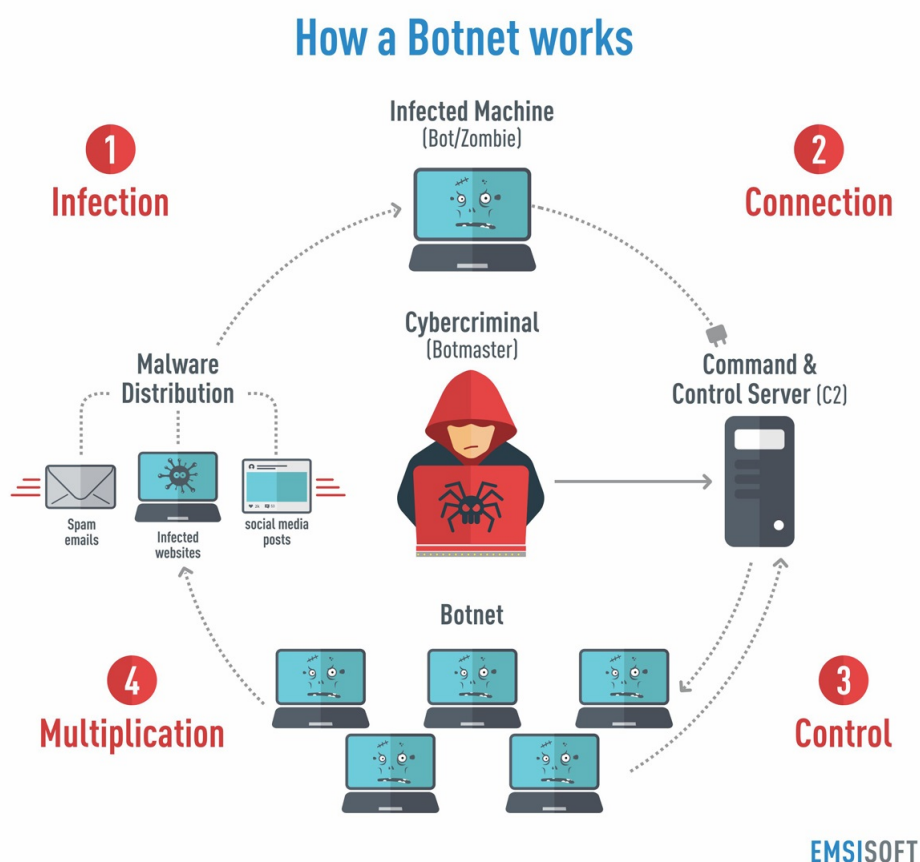 How a Botnet works
1
Infection
Infected Machine
(Bot/Zombie)
2
Connection
Cybercriminal
(Botmaster)
Malware
Distribution
Spam
emails
Infected
websites
social media
posts
Command &
Control Server (C2)
Botnet
4
Multiplication
3
Control
EMSISOFT